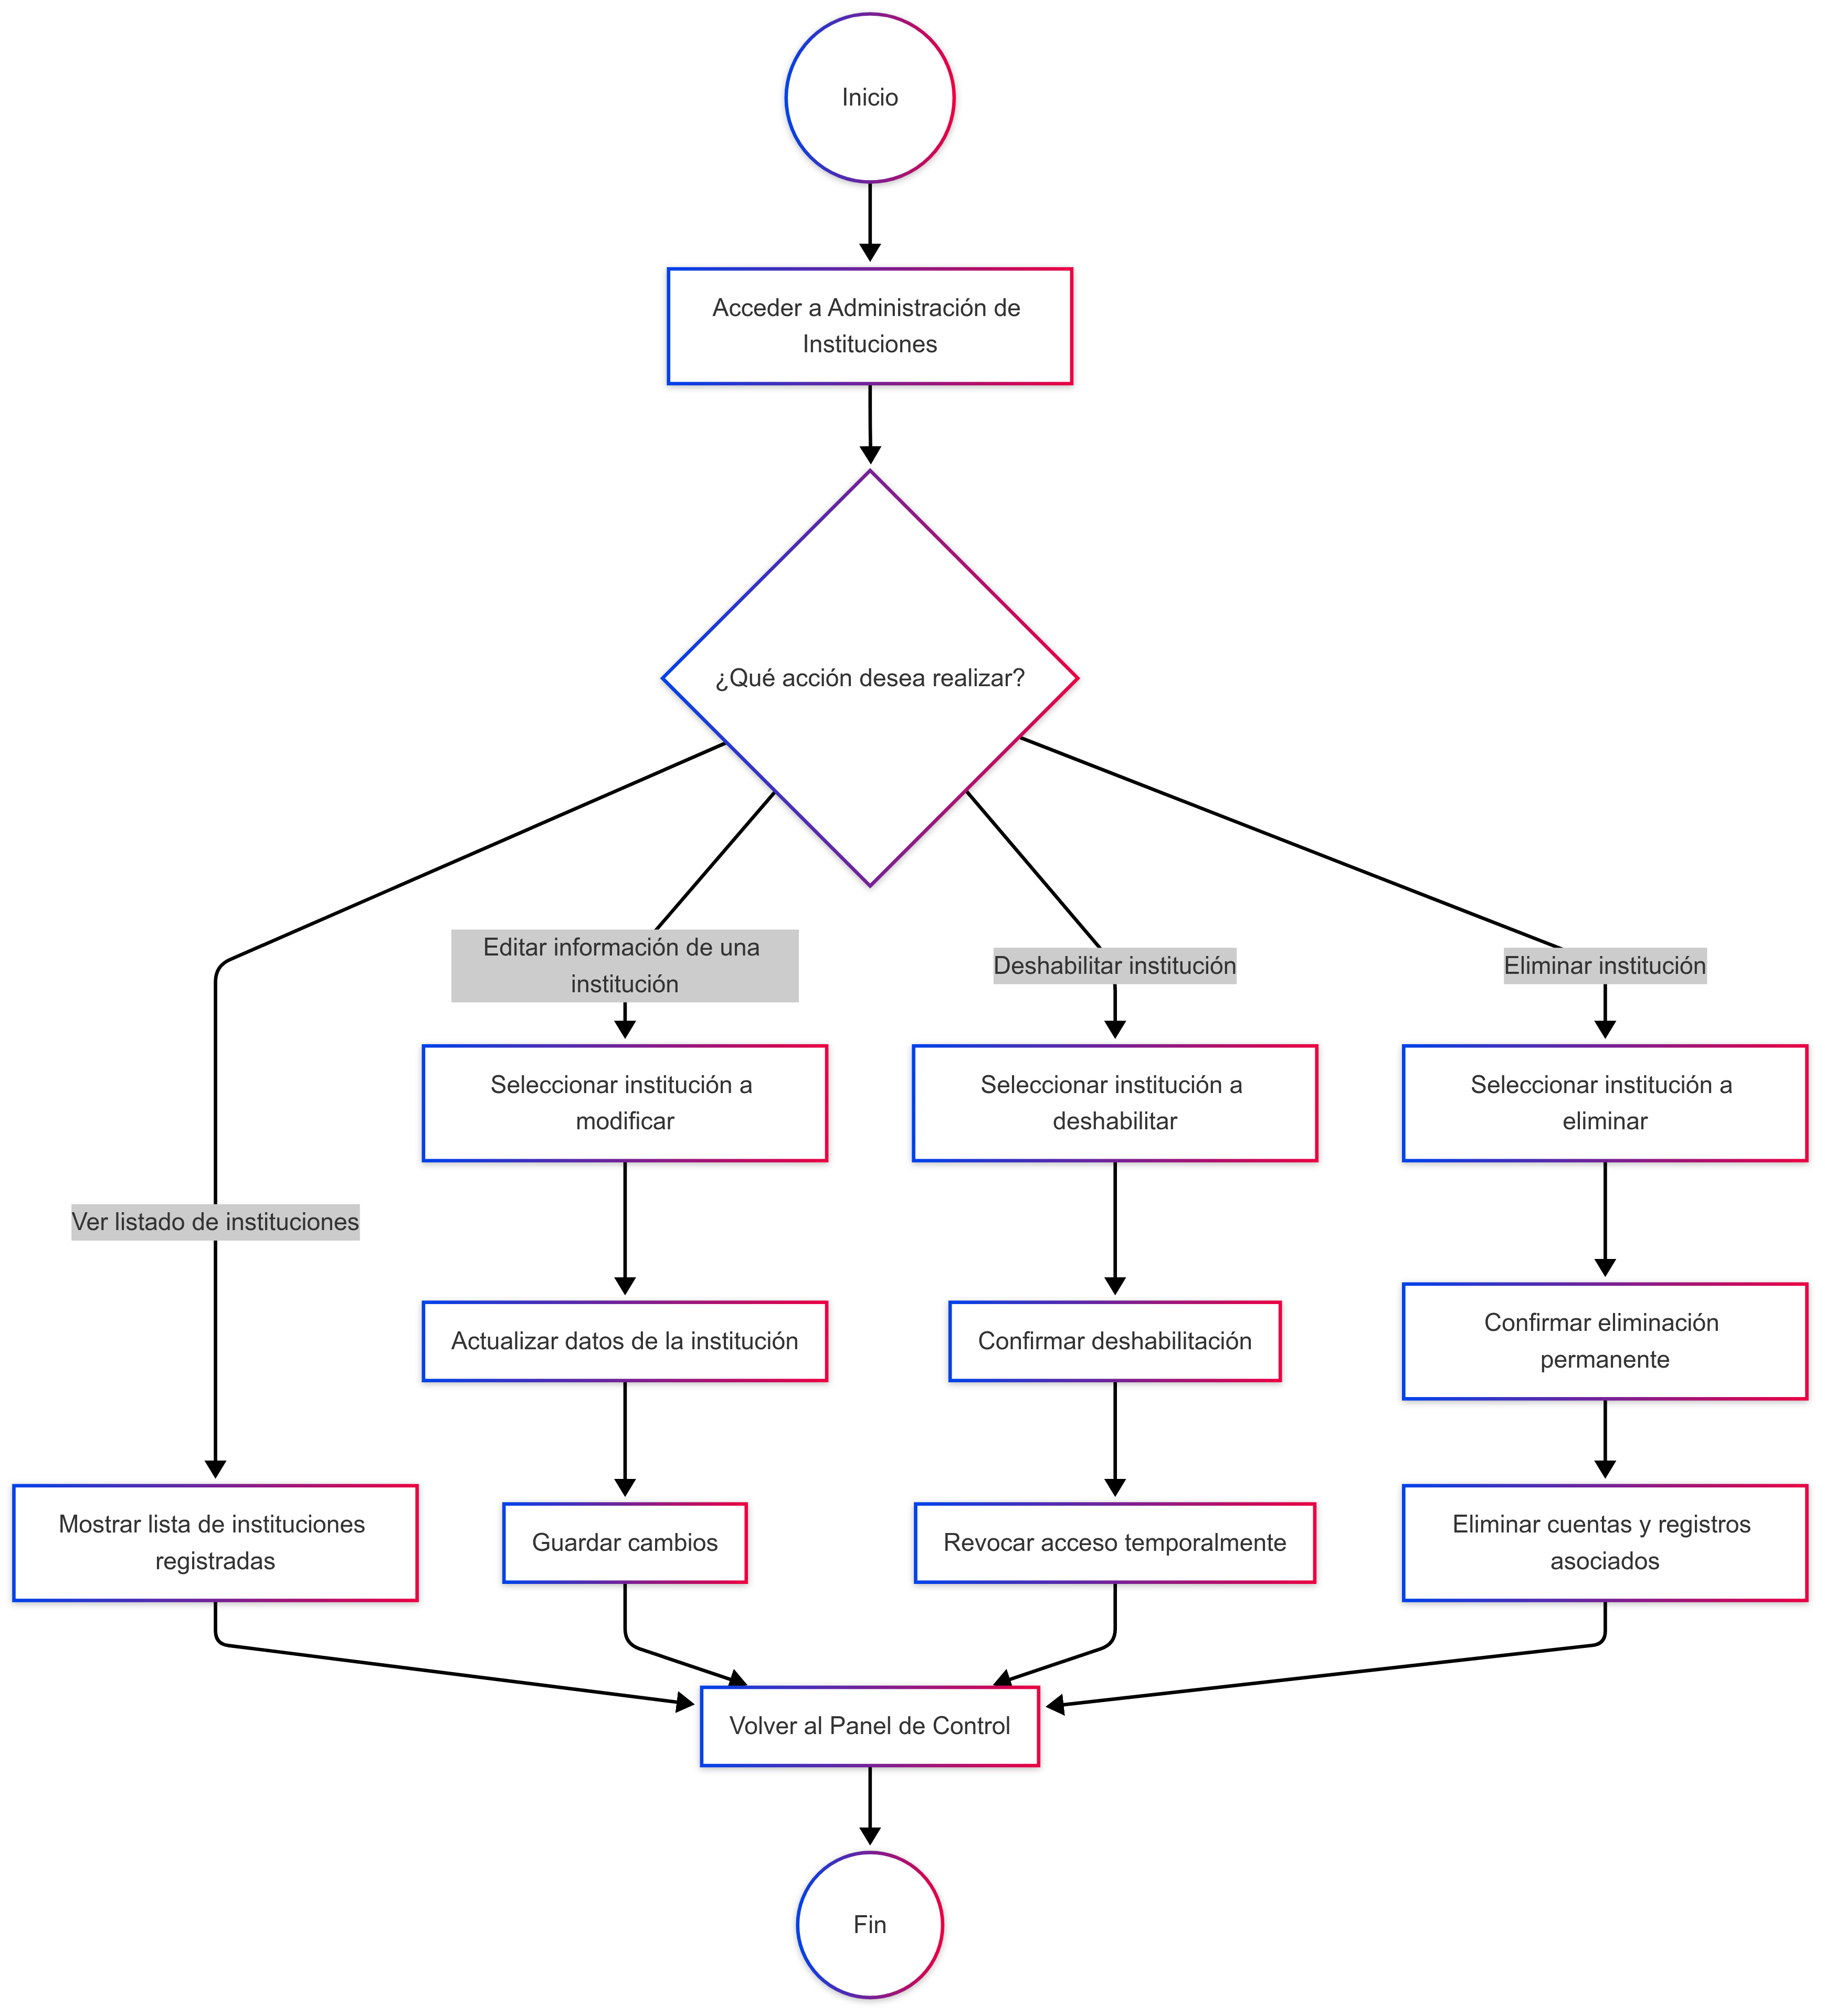 Inicio
Acceder a Administración de
Instituciones
¿Qué acción desea realizar?
Editar información de una
institución
Deshabilitar institución
Eliminar institución
Seleccionar institución a
modificar
Seleccionar institución a
deshabilitar
Seleccionar institución a
eliminar
Ver listado de instituciones
Actualizar datos de la institución
Confirmar deshabilitación
Confirmar eliminación
permanente
Mostrar lista de instituciones
registradas
Guardar cambios
Revocar acceso temporalmente
Eliminar cuentas y registros
asociados
Volver al Panel de Control
Fin